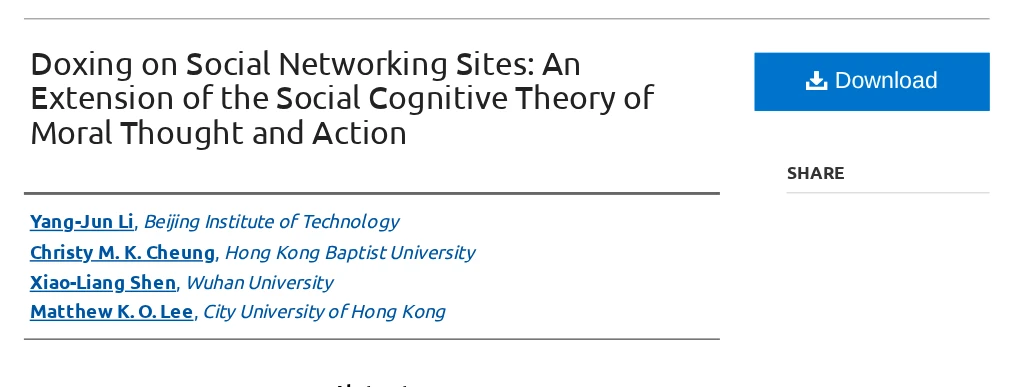 Doxing on Social Networking Sites: An
Extension of the Social Cognitive Theory of
Moral Thought and Action
Download
SHARE
Yang-Jun Li, Beijing Institute of Technology
Christy M. K. Cheung, Hong Kong Baptist University
Xiao-Liang Shen, Wuhan University
Matthew K. O. Lee, City University of Hong Kong